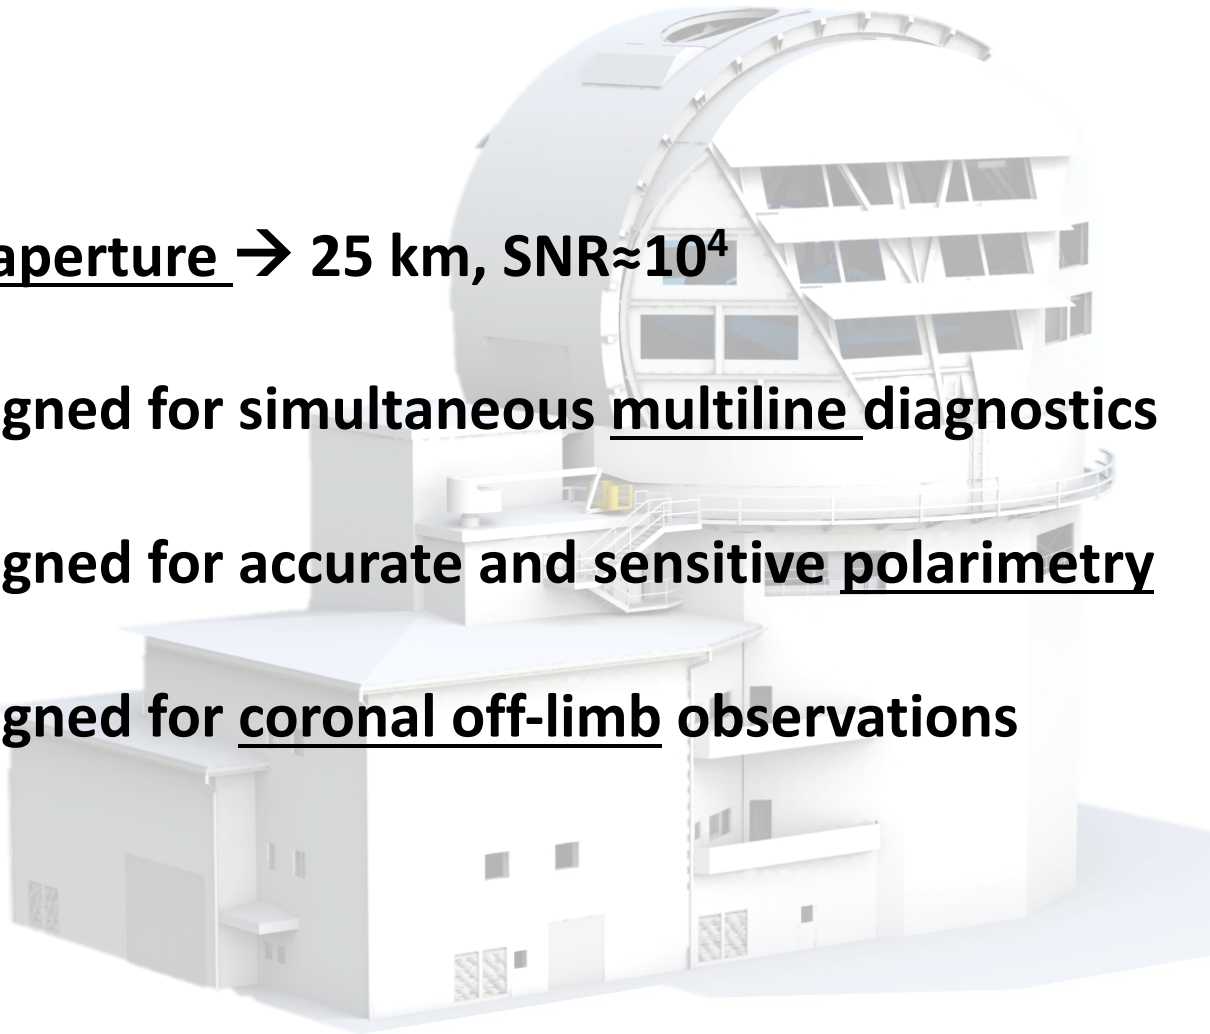 aperture → 25 km, SNR≈10⁴
gned for simultaneous multiline diagnostics
gned for accurate and sensitive polarimetry
gned for coronal off-limb observations